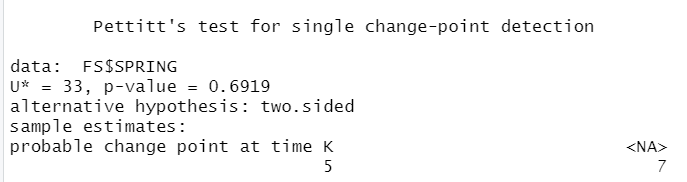 Pettitt's test for single change-point detection
data: FS$SPRING
U* = 33, p-value = 0.6919
alternative hypothesis: two.sided
sample estimates:
probable change point at time K <NA>
5 7